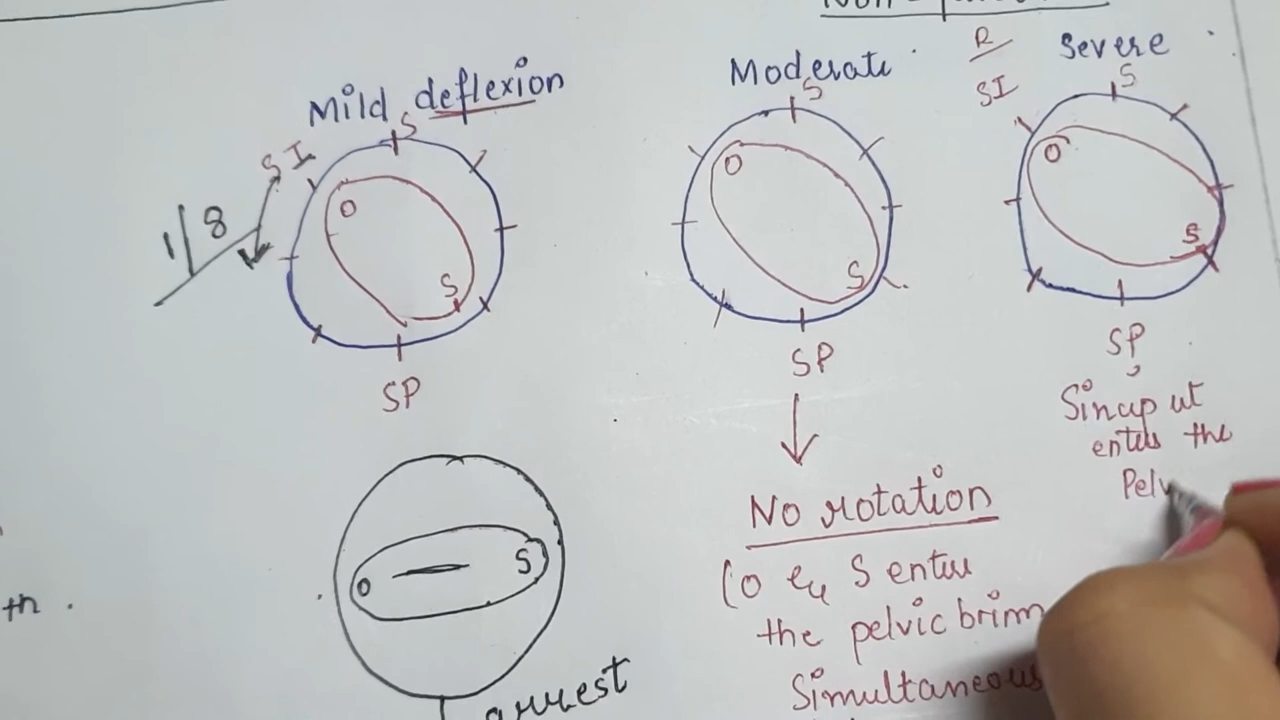 Mild deflexion
S
SI
1/8
O
S
SP
Moderate
S
O
S
SP
R
SI
Severe
S
O
S
SP
Sinciput
enters the
Pelv
No rotation
(O & S enter
the pelvic brim
Simultaneous
O
S
arrest
th .